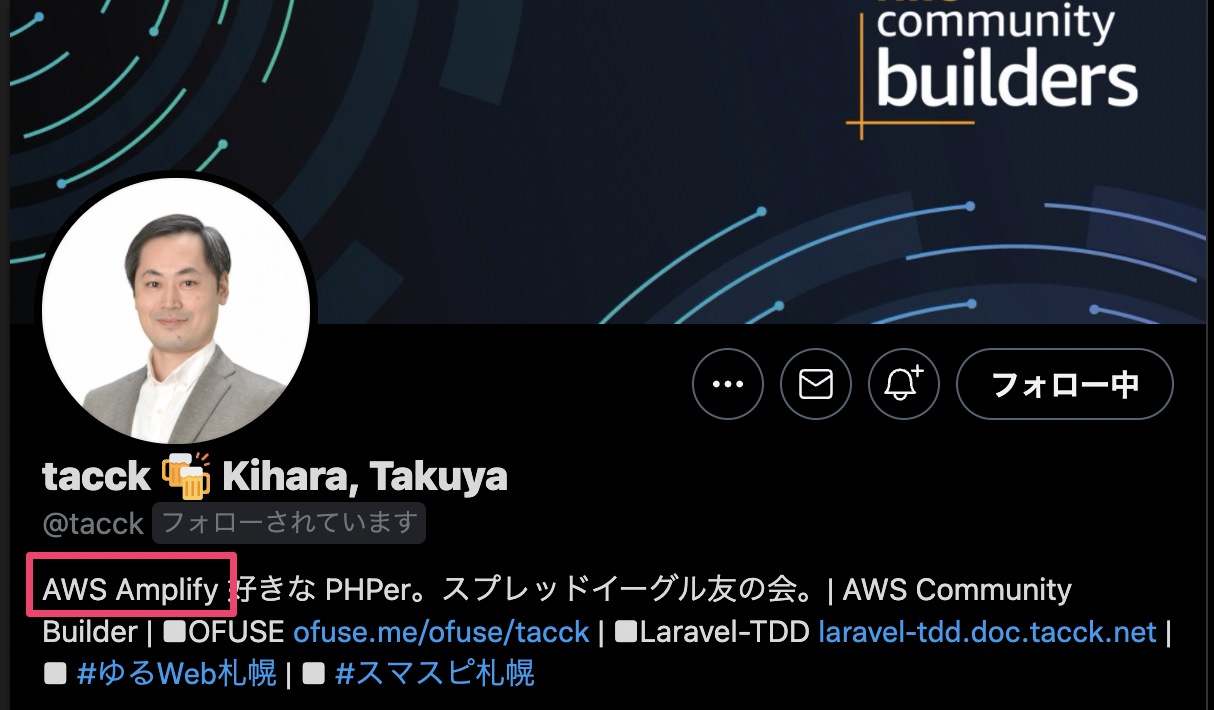 community
builders
フォロー中
tacck 🍻 Kihara, Takuya
@tacck フォローされています
AWS Amplify 好きな PHPer。スプレッドイーグル友の会。| AWS Community
Builder | ■OFUSE ofuse.me/ofuse/tacck | ■Laravel-TDD laravel-tdd.doc.tacck.net |
■ #ゆるWeb札幌 | ■ #スマスピ札幌